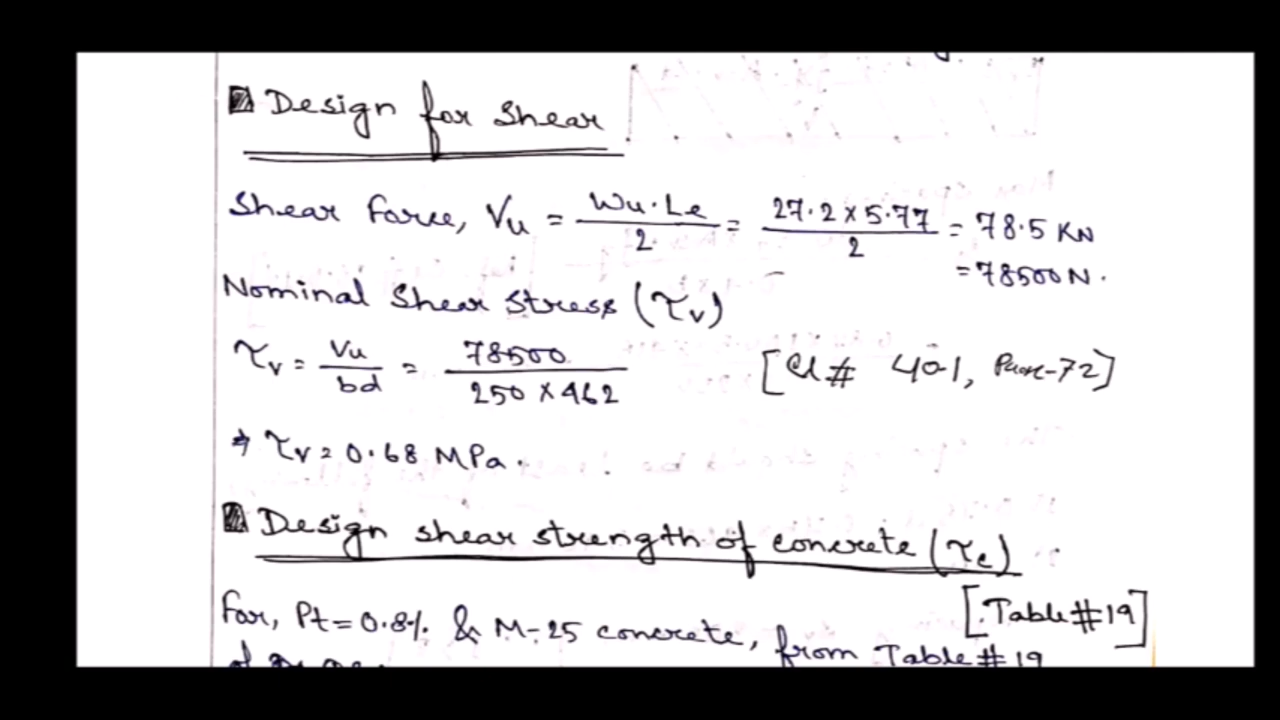 Design for Shear
Shear Force, Vu = Wu.Le/2 = 27.2 x 5.77/2 = 78.5 KN
= 78500 N.
Nominal Shear Stress (τv)
τv = Vu/bd = 78500/250 x 462 [Cl # 40.1, -72]
⇒ τv = 0.68 MPa.
Design shear strength of concrete (τc)
[Table # 19]
For, Pt = 0.8% & M-25 concrete, from Table # 19
of